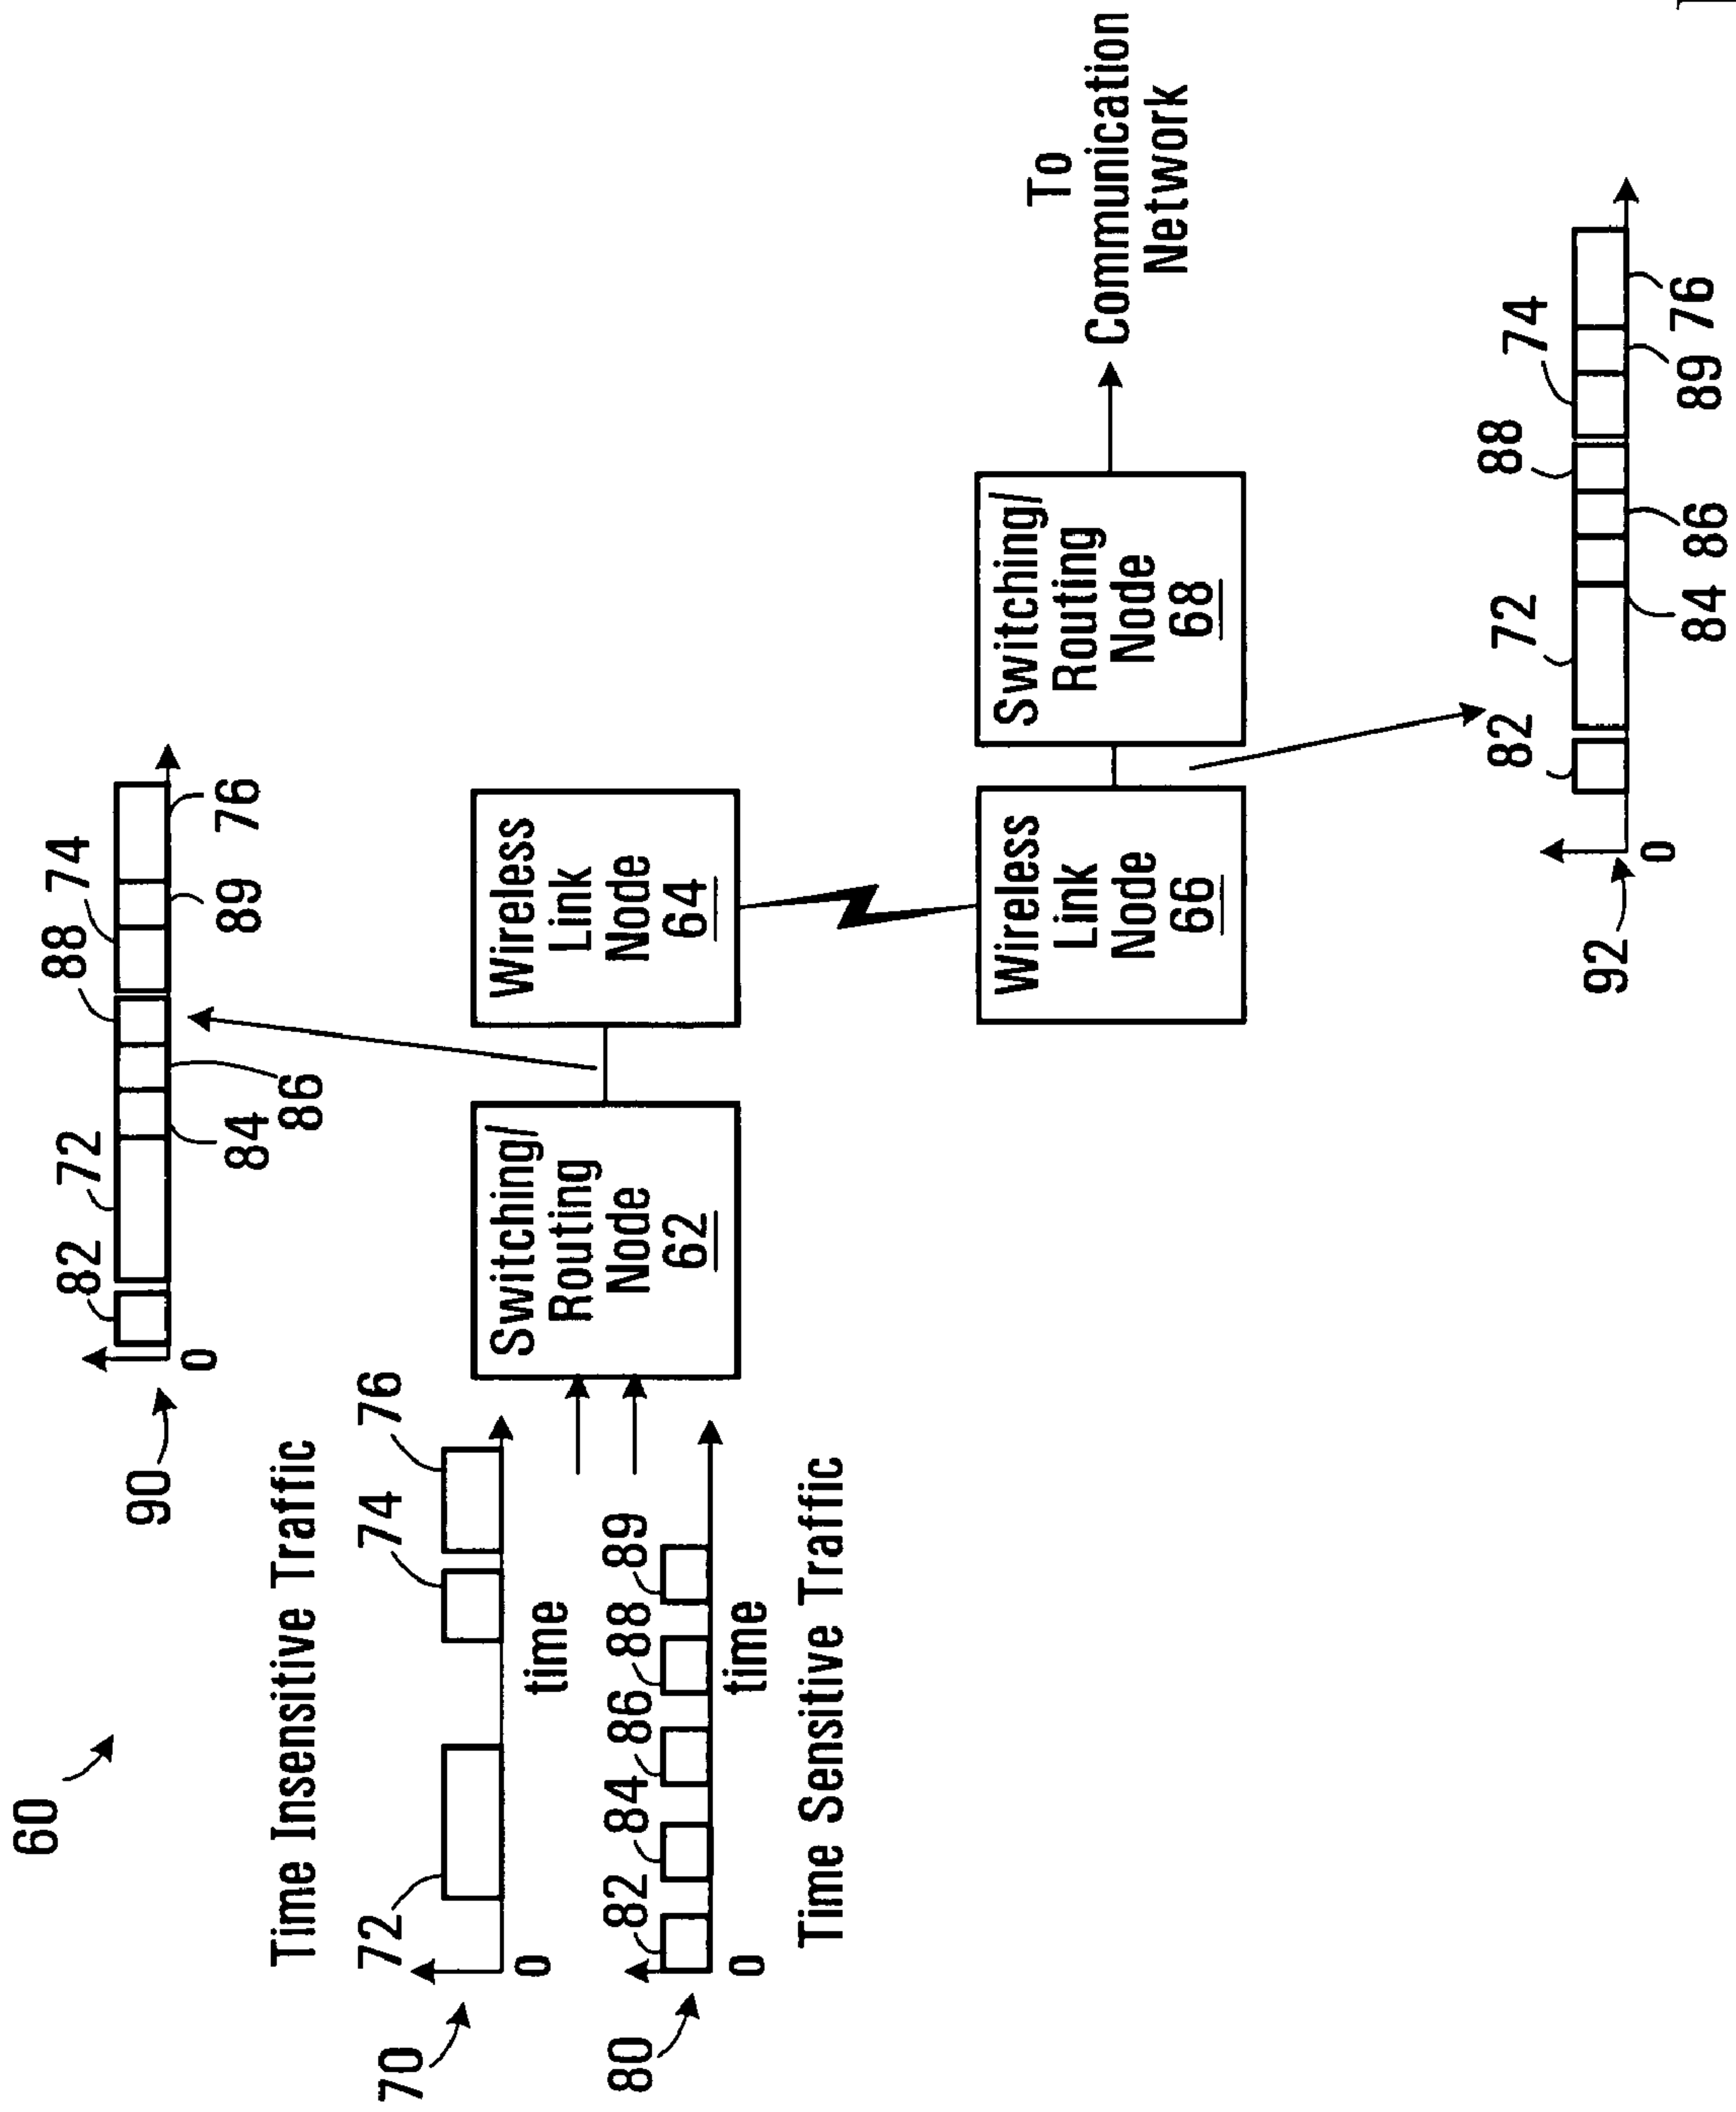 60
90
82
72
88
74
84
86
89
76
0
Time Insensitive Traffic
70
72
74
76
0
time
80
82
84
86
88
89
0
time
Time Sensitive Traffic
Switching/
Routing
Node
62
Wireless
Link
Node
64
Wireless
Link
Node
66
Switching/
Routing
Node
68
To
Communication
Network
92
82
72
88
74
0
84
86
89
76